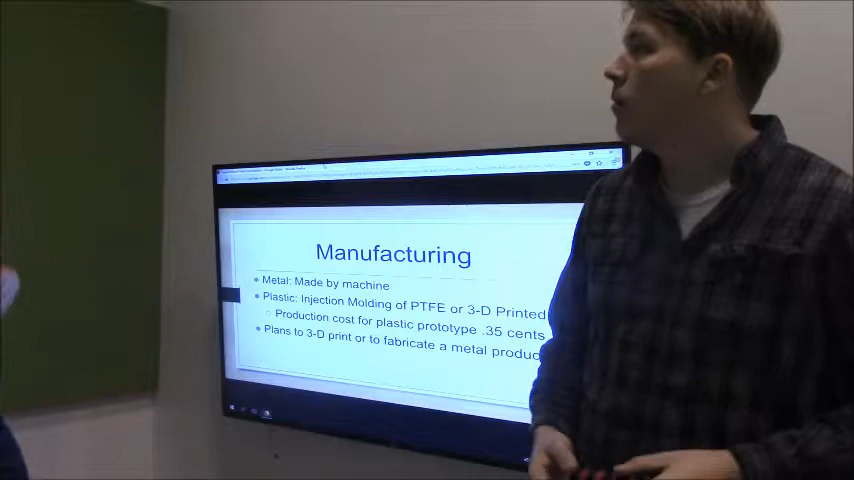 Manufacturing
Metal: Made by machine
Plastic: Injection Molding of PTFE or 3-D Printed
Production cost for plastic prototype .35 cents
Plans to 3-D print or to fabricate a metal